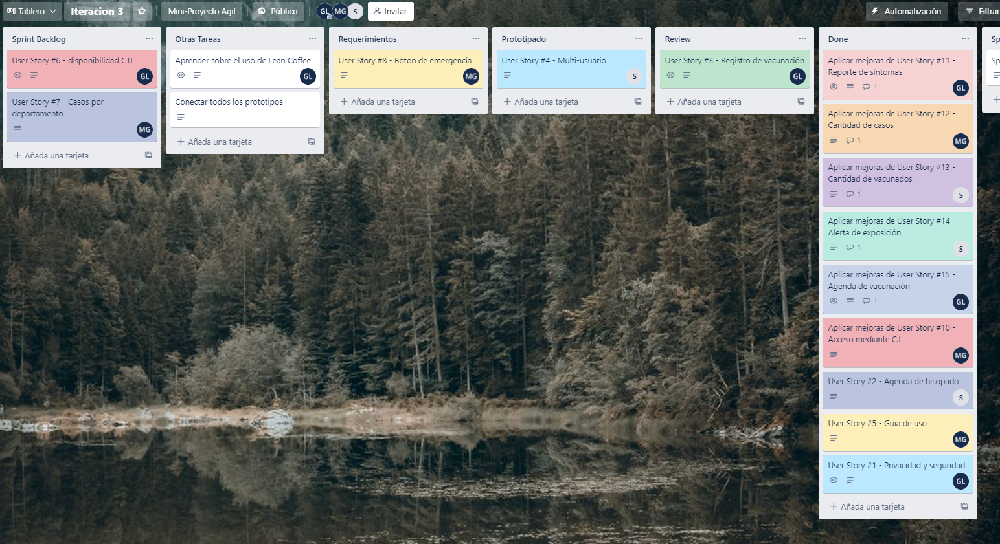 Tablero
Iteracion 3
Mini-Proyecto Agil
Público
GL
MG
S
Invitar
Automatización
Filtrar
Sprint Backlog
User Story #6 - disponibilidad CTI
GL
User Story #7 - Casos por
departamento
MG
Añada una tarjeta
Otras Tareas
Aprender sobre el uso de Lean Coffee
GL
Conectar todos los prototipos
Añada una tarjeta
Requerimientos
User Story #8 - Boton de emergencia
MG
Añada una tarjeta
Prototipado
User Story #4 - Multi-usuario
S
Añada una tarjeta
Review
User Story #3 - Registro de vacunación
GL
Añada una tarjeta
Done
Aplicar mejoras de User Story #11 -
Reporte de síntomas
1
GL
Aplicar mejoras de User Story #12 -
Cantidad de casos
1
MG
Aplicar mejoras de User Story #13 -
Cantidad de vacunados
1
S
Aplicar mejoras de User Story #14 -
Alerta de exposición
1
S
Aplicar mejoras de User Story #15 -
Agenda de vacunación
1
GL
Aplicar mejoras de User Story #10 -
Acceso mediante C.I
MG
User Story #2 - Agenda de hisopado
S
User Story #5 - Guia de uso
MG
User Story #1 - Privacidad y seguridad
GL
Añada una tarjeta
Sp
Sp